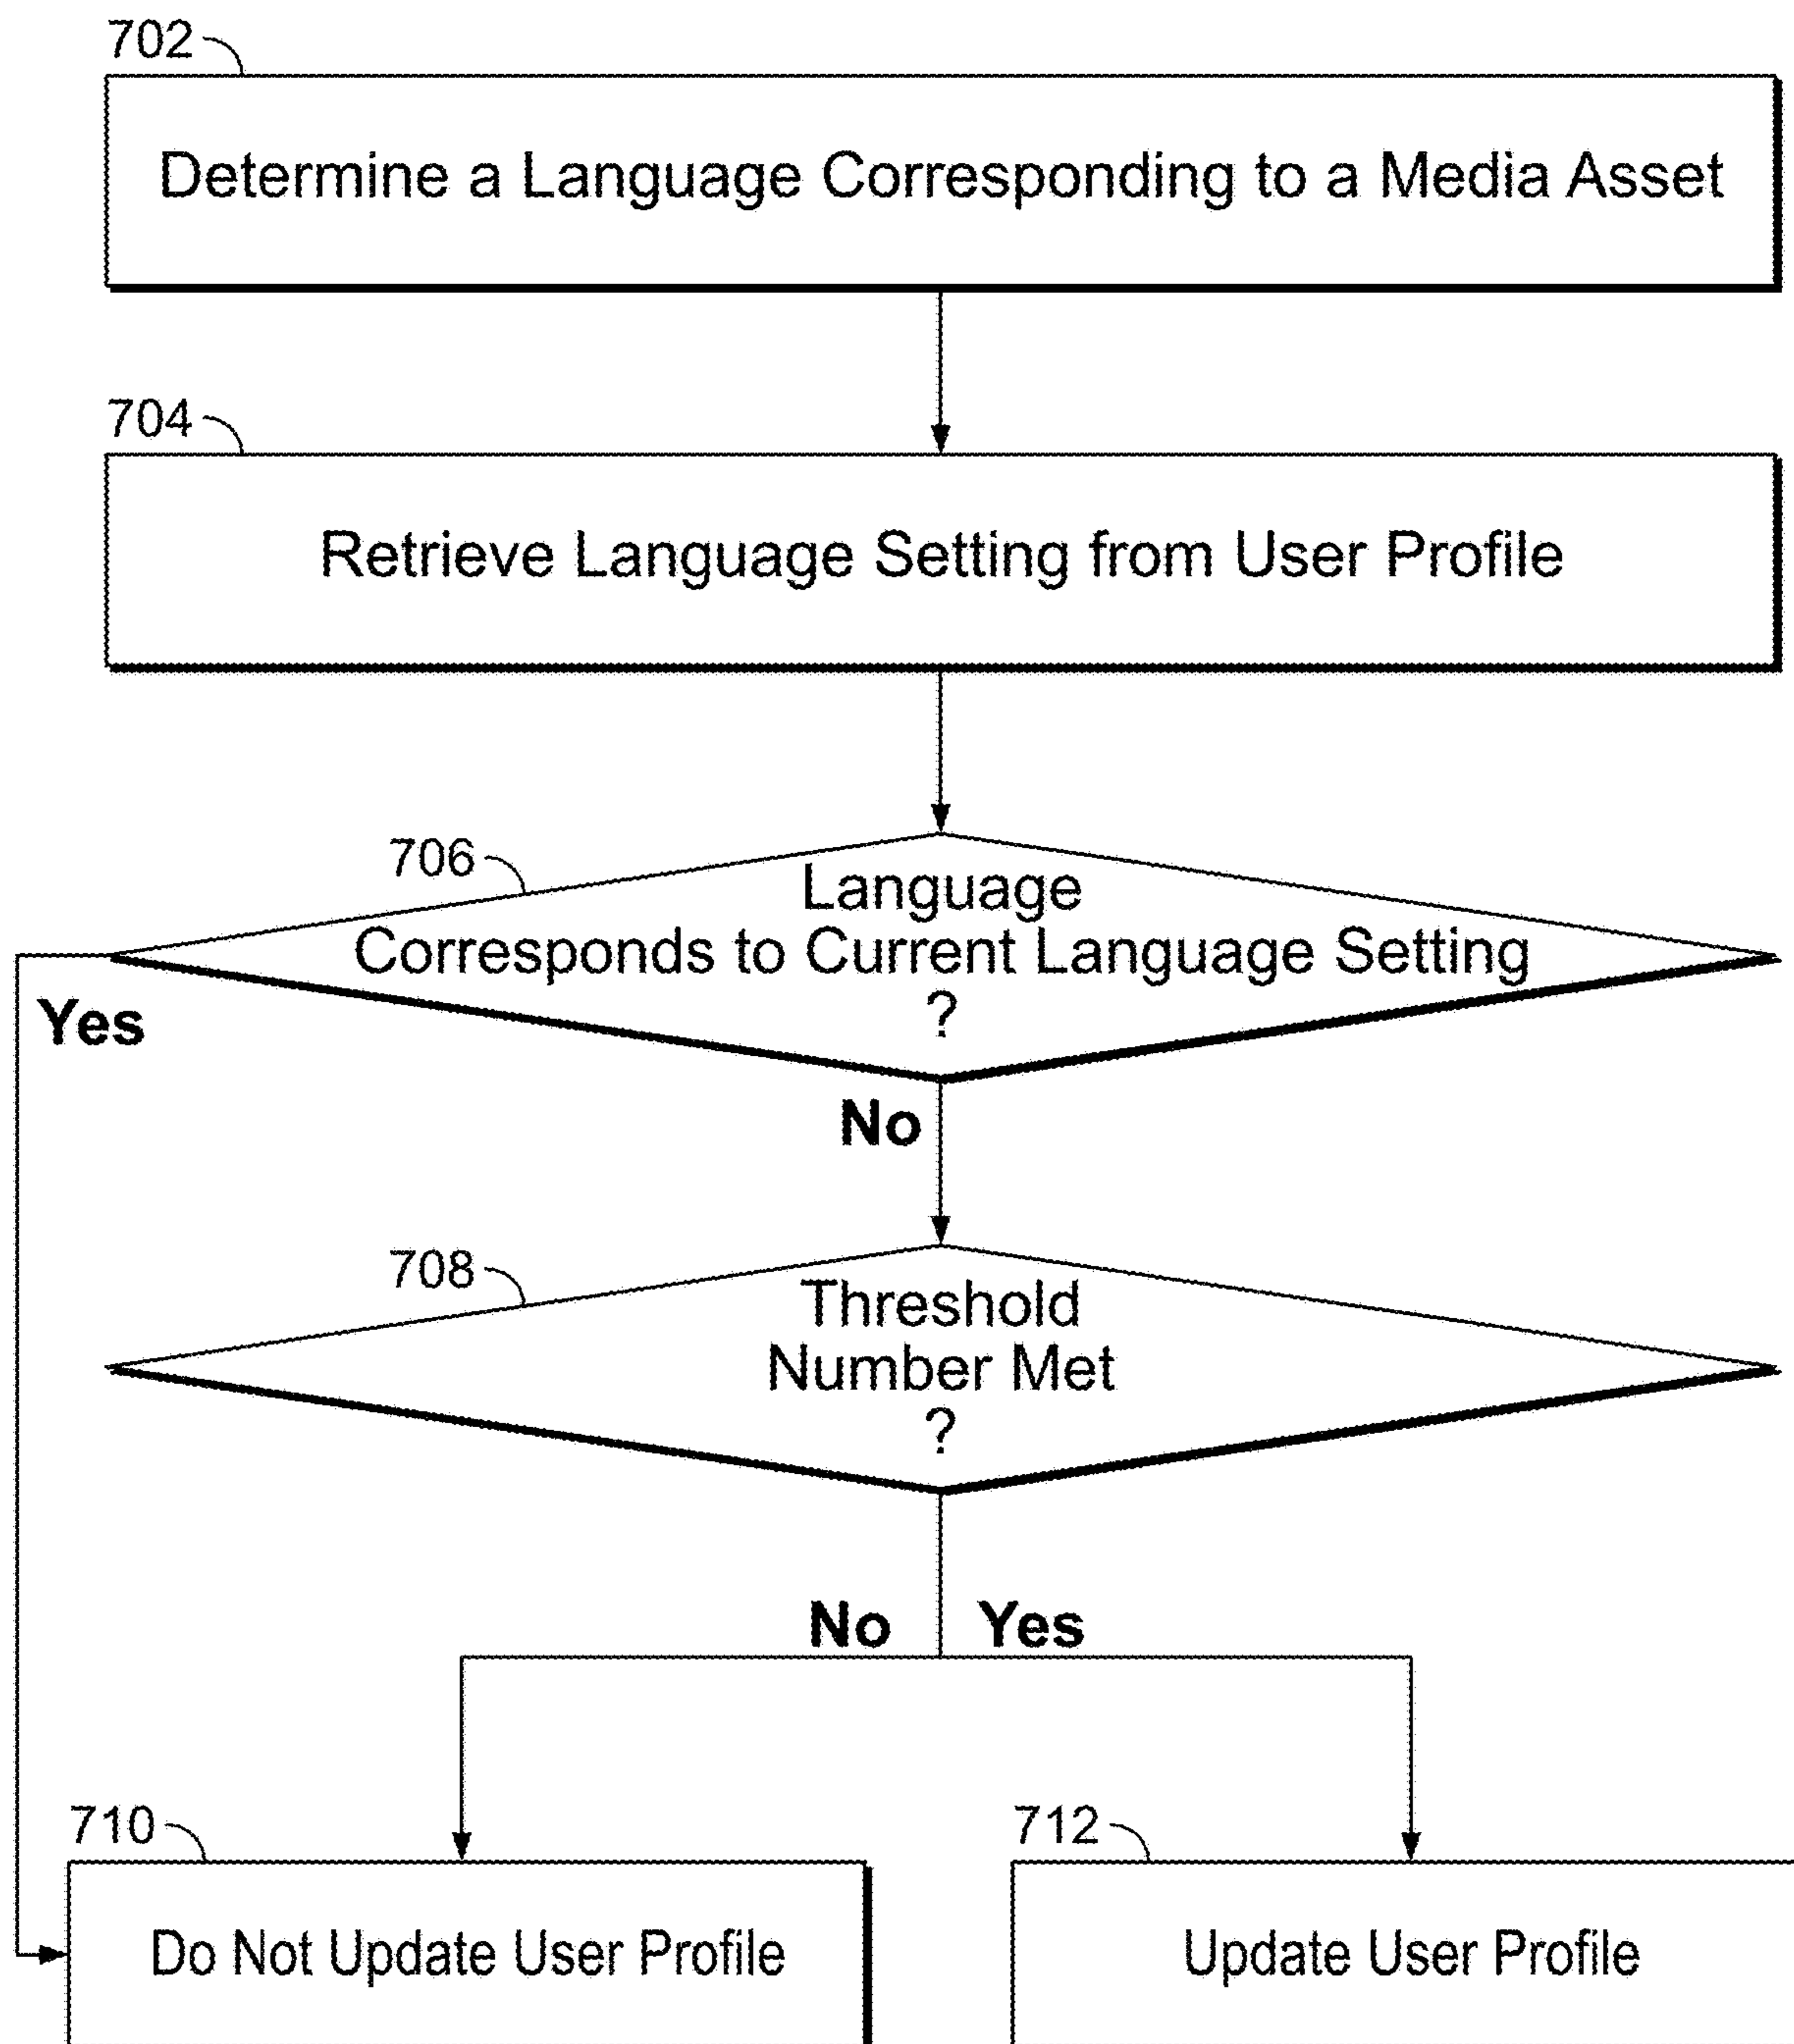 702
Determine a Language Corresponding to a Media Asset
704
Retrieve Language Setting from User Profile
706
Language
Corresponds to Current Language Setting
?
Yes
No
708
Threshold
Number Met
?
No Yes
710
712
Do Not Update User Profile
Update User Profile